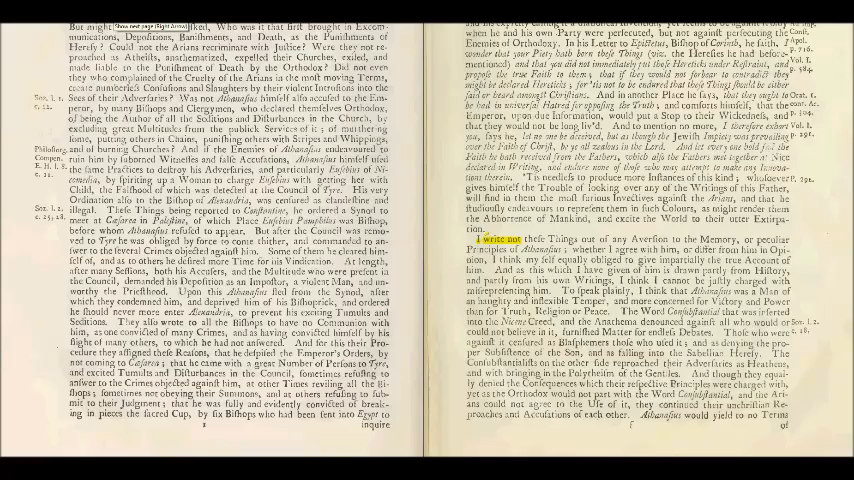 But might
Show next page (Right Arrow)
sked, Who was it that first brought in Excom-
munications, Depositions, Banishments, and Death, as the Punishments of
Heresy? Could not the Arians recriminate with Justice? Were they not re-
proached as Atheists, anathematized, expelled their Churches, exiled, and
made liable to the Punishment of Death by the Orthodox? Did not even
they who complained of the Cruelty of the Arians in the most moving Terms,
create numberless Confusions and Slaughters by their violent Intrusions into the
Soz. l. 1. Sees of their Adversaries? Was not Athanasius himself also accused to the Em-
c. 22. peror, by many Bishops and Clergymen, who declared themselves Orthodox,
of being the Author of all the Seditions and Disturbances in the Church, by
excluding great Multitudes from the publick Services of it; of murthering
some, putting others in Chains, punishing others with Stripes and Whippings,
Philostorg. and of burning Churches? And if the Enemies of Athanasius endeavoured to
Compen. ruin him by suborned Witnesses and false Accusations, Athanasius himself used
E. H. l. 8. the same Practices to destroy his Adversaries, and particularly Eusebius of Ni-
c. 21. comedia, by spiriting up a Woman to charge Eusebius with getting her with
Child, the Falshood of which was detected at the Council of Tyre. His very
Ordination also to the Bishop of Alexandria, was censured as clandestine and
Soz. l. 2. illegal. These Things being reported to Constantine, he ordered a Synod to
c. 25, 28. meet at Cæsarea in Palestine, of which Place Eusebius Pamphilus was Bishop,
before whom Athanasius refused to appear. But after the Council was remov-
ed to Tyre he was obliged by force to come thither, and commanded to an-
swer to the several Crimes objected against him. Some of them he cleared him-
self of, and as to others he desired more Time for his Vindication. At length,
after many Sessions, both his Accusers, and the Multitude who were present in
the Council, demanded his Deposition as an Impostor, a violent Man, and un-
worthy the Priesthood. Upon this Athanasius fled from the Synod, after
which they condemned him, and deprived him of his Bishoprick, and ordered
he should never more enter Alexandria, to prevent his exciting Tumults and
Seditions. They also wrote to all the Bishops to have no Communion with
him, as one convicted of many Crimes, and as having convicted himself by his
flight of many others, to which he had not answered. And for this their Pro-
cedure they assigned these Reasons, that he despised the Emperor's Orders, by
not coming to Cæsarea; that he came with a great Number of Persons to Tyre,
and excited Tumults and Disturbances in the Council, sometimes refusing to
answer to the Crimes objected against him, at other Times reviling all the Bi-
shops; sometimes not obeying their Summons, and at others refusing to sub-
mit to their Judgment; that he was fully and evidently convicted of break-
ing in pieces the sacred Cup, by six Bishops who had been sent into Egypt to
inquire
when he and his own Party were persecuted, but not against persecuting the
Enemies of Orthodoxy. In his Letter to Epictetus, Bishop of Corinth, he saith, I Apol.
wonder that your Piety hath born these Things (viz. the Heresies he had before p. 716.
mentioned) and that you did not immediately put these Hereticks under Restraint, and Vol. I.
propose the true Faith to them; that if they would not forbear to contradict they p. 584.
might be declared Hereticks; for 'tis not to be endured that these Things should be either
said or heard amongst Christians. And in another Place he says, that they ought to Orat. 1.
be had in universal Hatred for opposing the Truth; and comforts himself, that the cont. Ar.
Emperor, upon due Information, would put a Stop to their Wickedness, and p. 304.
that they would not be long liv'd. And to mention no more, I therefore exhort Vol. I.
you, says he, let no one be deceived, but as though the Jewish Impiety was prevailing p. 291.
over the Faith of Christ, be ye all zealous in the Lord. And let every one hold fast the
Faith he hath received from the Fathers, which also the Fathers met together at Nice
declared in Writing, and endure none of those who may attempt to make any Innova-
tions therein. 'Tis needless to produce more Instances of this kind; whosoever P. 291.
gives himself the Trouble of looking over any of the Writings of this Father,
will find in them the most furious Invectives against the Arians, and that he
studiously endeavours to represent them in such Colours, as might render them
the Abhorrence of Mankind, and excite the World to their utter Extirpa-
tion.
I write not these Things out of any Aversion to the Memory, or peculiar
Principles of Athanasius; whether I agree with him, or differ from him in Opi-
nion, I think my self equally obliged to give impartially the true Account of
him. And as this which I have given of him is drawn partly from History,
and partly from his own Writings, I think I cannot be justly charged with
misrepresenting him. To speak plainly, I think that Athanasius was a Man of
an haughty and inflexible Temper, and more concerned for Victory and Power
than for Truth, Religion or Peace. The Word Consubstantial that was inserted
into the Nicene Creed, and the Anathema denounced against all who would or Soz. l. 2.
could not believe in it, furnished Matter for endless Debates. Those who were c. 18.
against it censured as Blasphemers those who used it; and as denying the pro-
per Subsistence of the Son, and as falling into the Sabellian Heresy. The
Consubstantialists on the other side reproached their Adversaries as Heathens,
and with bringing in the Polytheism of the Gentiles. And though they equal-
ly denied the Consequences which their respective Principles were charged with,
yet as the Orthodox would not part with the Word Consubstantial, and the Ari-
ans could not agree to the Use of it, they continued their unchristian Re-
proaches and Accusations of each other. Athanasius would yield to no Terms
f of